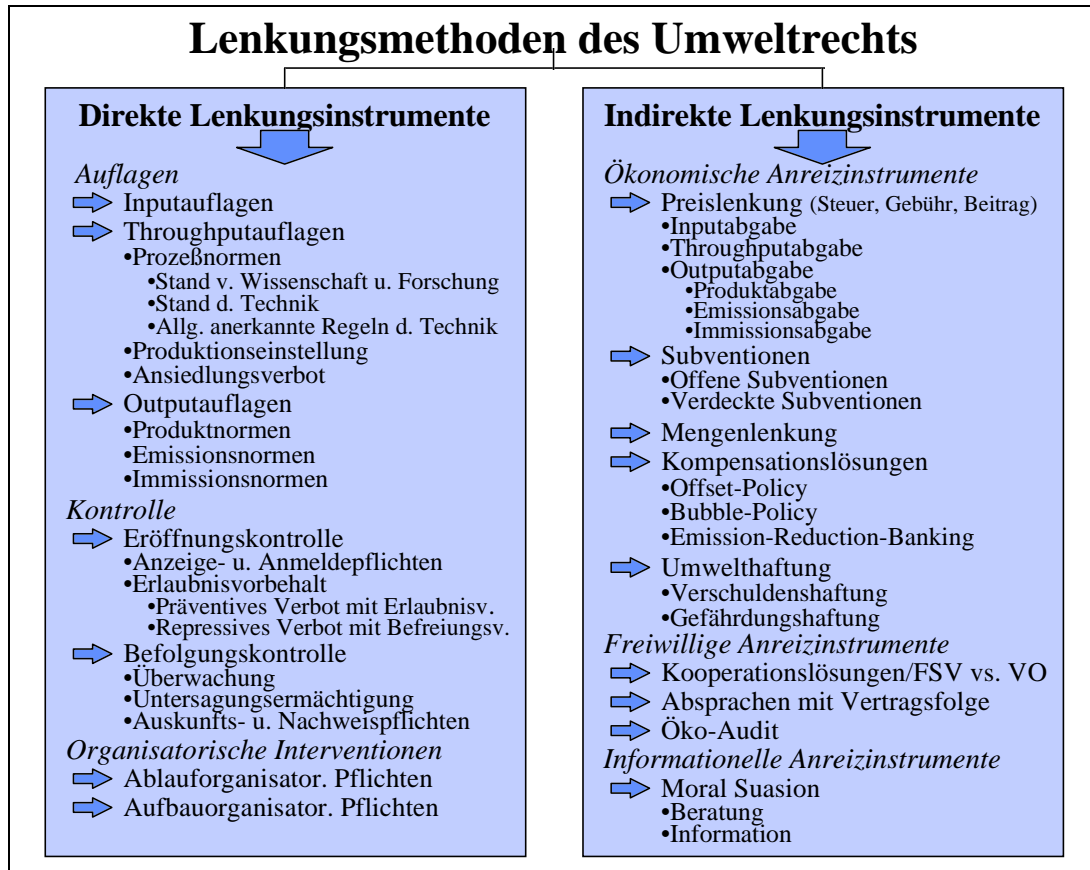 Lenkungsmethoden des Umweltrechts
Direkte Lenkungsinstrumente
Auflagen
Inputauflagen
Throughputauflagen
•Prozeßnormen
•Stand v. Wissenschaft u. Forschung
•Stand d. Technik
•Allg. anerkannte Regeln d. Technik
•Produktionseinstellung
•Ansiedlungsverbot
Outputauflagen
•Produktnormen
•Emissionsnormen
•Immissionsnormen
Kontrolle
Eröffnungskontrolle
•Anzeige- u. Anmeldepflichten
•Erlaubnisvorbehalt
•Präventives Verbot mit Erlaubnisv.
•Repressives Verbot mit Befreiungsv.
Befolgungskontrolle
•Überwachung
•Untersagungsermächtigung
•Auskunfts- u. Nachweispflichten
Organisatorische Interventionen
Ablauforganisator. Pflichten
Aufbauorganisator. Pflichten
Indirekte Lenkungsinstrumente
Ökonomische Anreizinstrumente
Preislenkung (Steuer, Gebühr, Beitrag)
•Inputabgabe
•Throughputabgabe
•Outputabgabe
•Produktabgabe
•Emissionsabgabe
•Immissionsabgabe
Subventionen
•Offene Subventionen
•Verdeckte Subventionen
Mengenlenkung
Kompensationslösungen
•Offset-Policy
•Bubble-Policy
•Emission-Reduction-Banking
Umwelthaftung
•Verschuldenshaftung
•Gefährdungshaftung
Freiwillige Anreizinstrumente
Kooperationslösungen/FSV vs. VO
Absprachen mit Vertragsfolge
Öko-Audit
Informationelle Anreizinstrumente
Moral Suasion
•Beratung
•Information